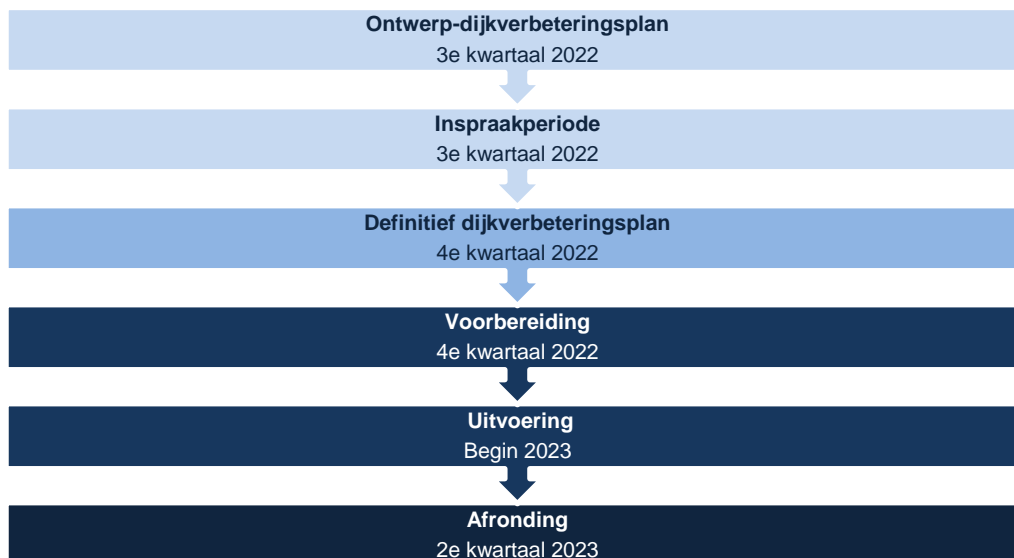 Ontwerp-dijkverbeteringsplan
3e kwartaal 2022
Inspraakperiode
3e kwartaal 2022
Definitief dijkverbeteringsplan
4e kwartaal 2022
Voorbereiding
4e kwartaal 2022
Uitvoering
Begin 2023
Afronding
2e kwartaal 2023